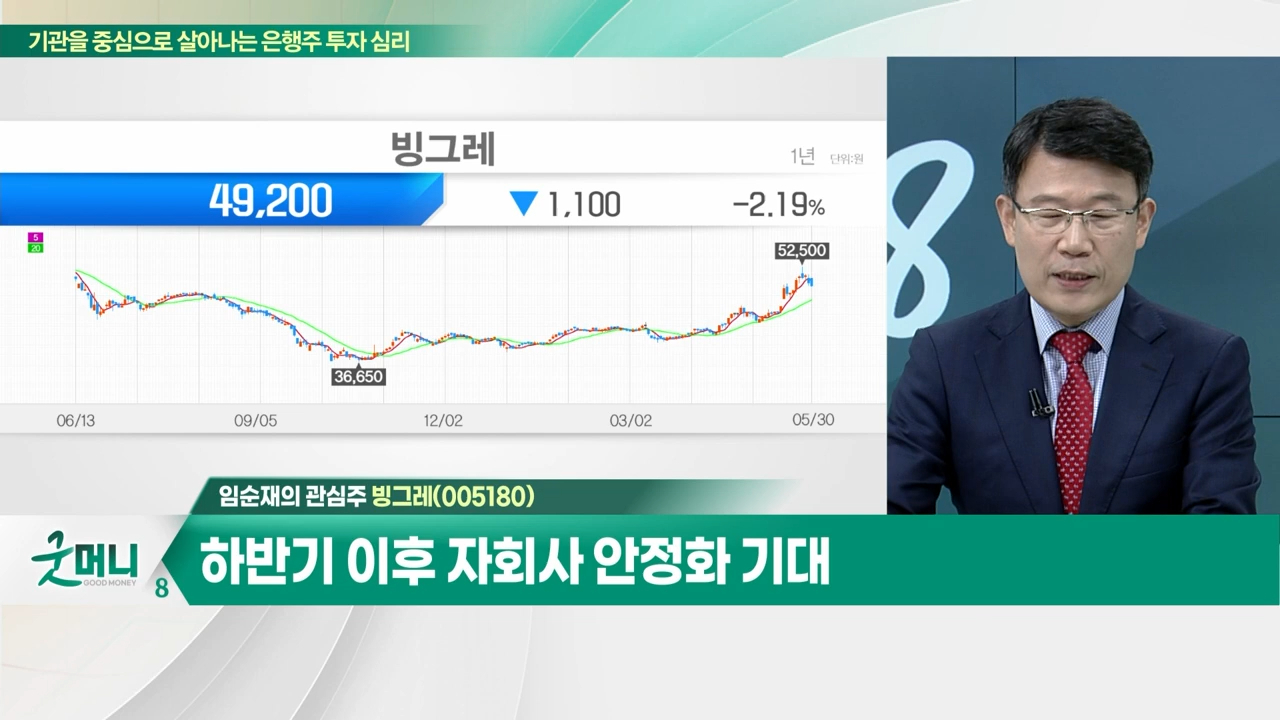 기관을 중심으로 살아나는 은행주 투자 심리
빙그레
1년 단위:원
49,200 ▼ 1,100 -2.19%
5
20
52,500
36,650
06/13 09/05 12/02 03/02 05/30
8
임순재의 관심주 빙그레(005180)
굿머니
GOOD MONEY
8
하반기 이후 자회사 안정화 기대